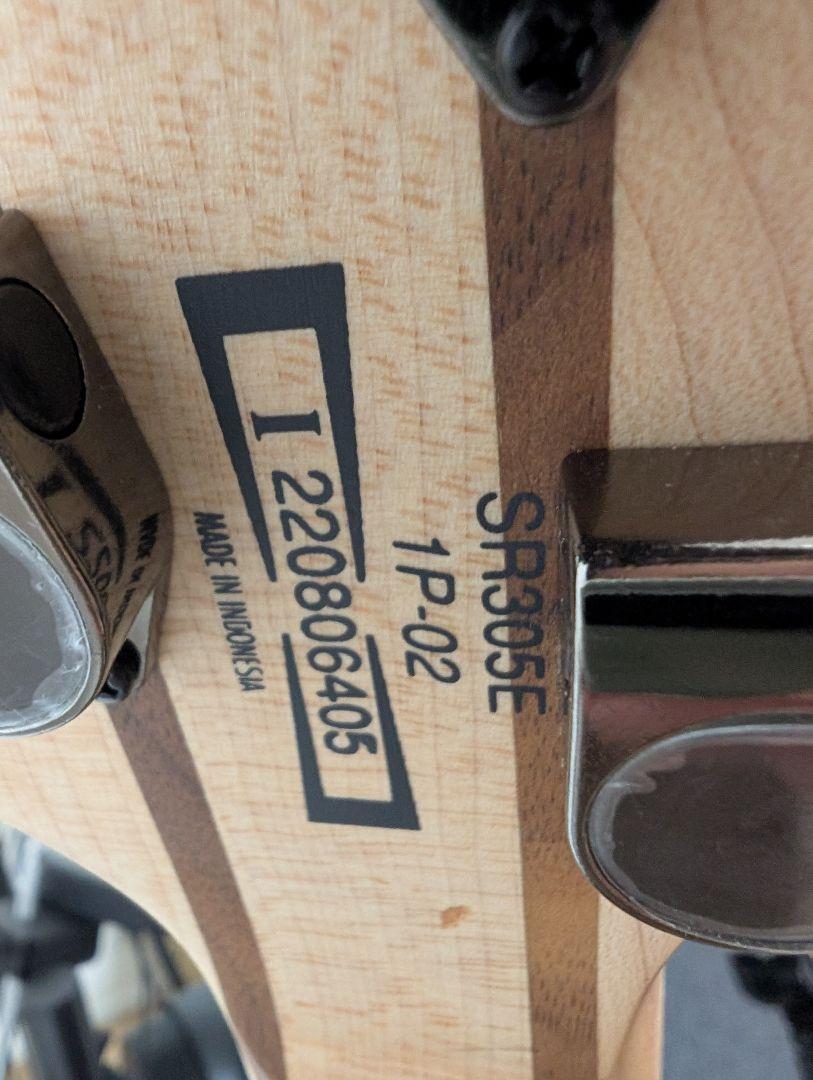 SR305E
1P-02
I 220806405
MADE IN INDONESIA